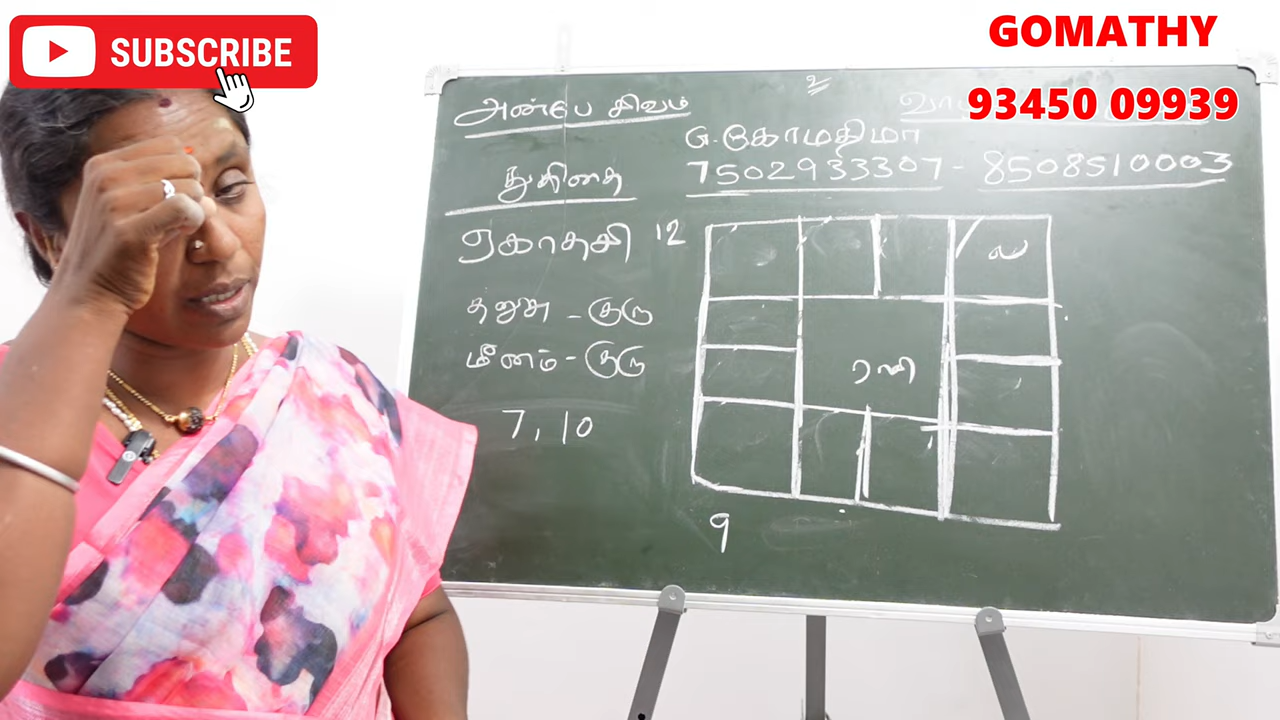 SUBSCRIBE
GOMATHY
93450 09939
உ
அன்பே சிவம்
G.கோமதிமா
7502933307 - 8508510003
ஏகாதசி 12
தனுசு - குரு
மீனம் - குரு
7, 10
ல
ராசி
9